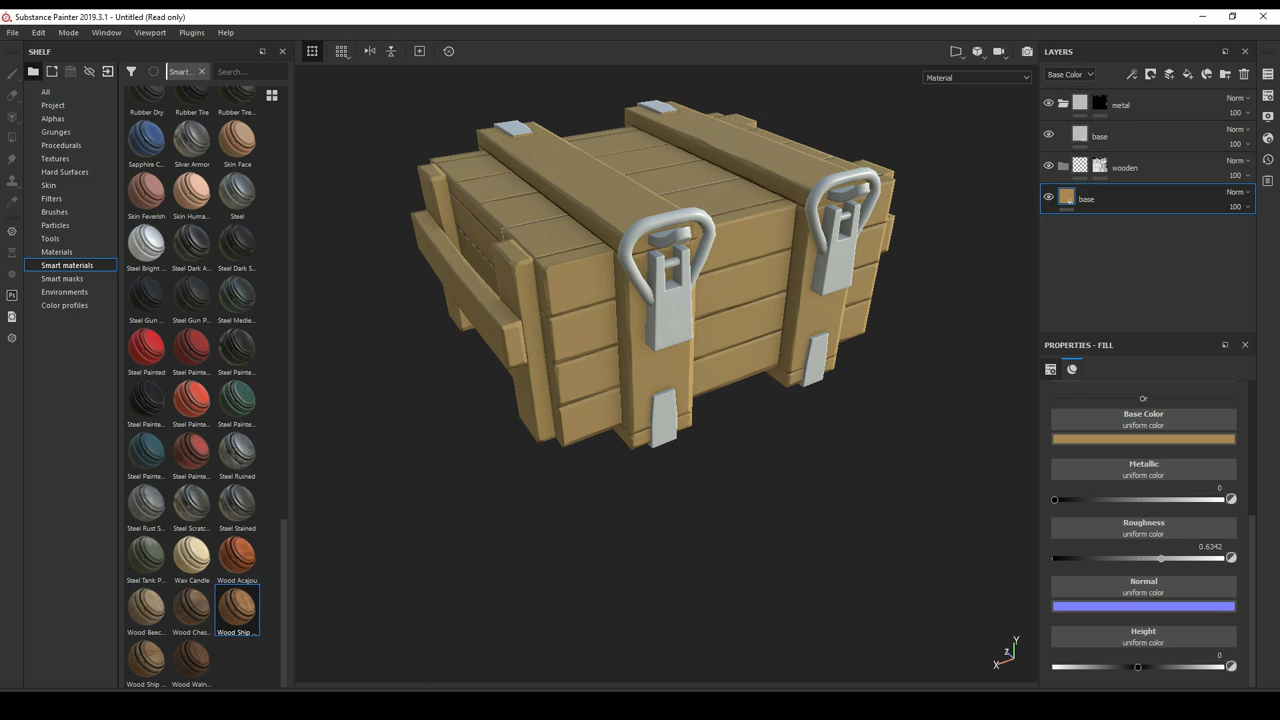 Substance Painter 2019.3.1 - Untitled (Read only)
File Edit Mode Window Viewport Plugins Help
SHELF
Smart... Search...
All
Project
Alphas
Grunges
Procedurals
Textures
Hard Surfaces
Skin
Filters
Brushes
Particles
Tools
Materials
Smart materials
Smart masks
Environments
Color profiles
Ps
Rubber Dry Rubber Tire Rubber Tire...
Sapphire C... Silver Armor Skin Face
Skin Feverish Skin Huma... Steel
Steel Bright ... Steel Dark A... Steel Dark S...
Steel Gun ... Steel Gun P... Steel Medie...
Steel Painted Steel Painte... Steel Painte...
Steel Painte... Steel Painte... Steel Painte...
Steel Painte... Steel Painte... Steel Ruined
Steel Rust S... Steel Scratc... Steel Stained
Steel Tank P... Wax Candle Wood Acajou
Wood Beec... Wood Ches... Wood Ship ...
Wood Ship ... Wood Waln...
Material
Y
Z
X
LAYERS
Base Color
metal Norm
100
base Norm
100
wooden Norm
100
base Norm
100
PROPERTIES - FILL
Or
Base Color
uniform color
Metallic
uniform color
0
Roughness
uniform color
0.6342
Normal
uniform color
Height
uniform color
0